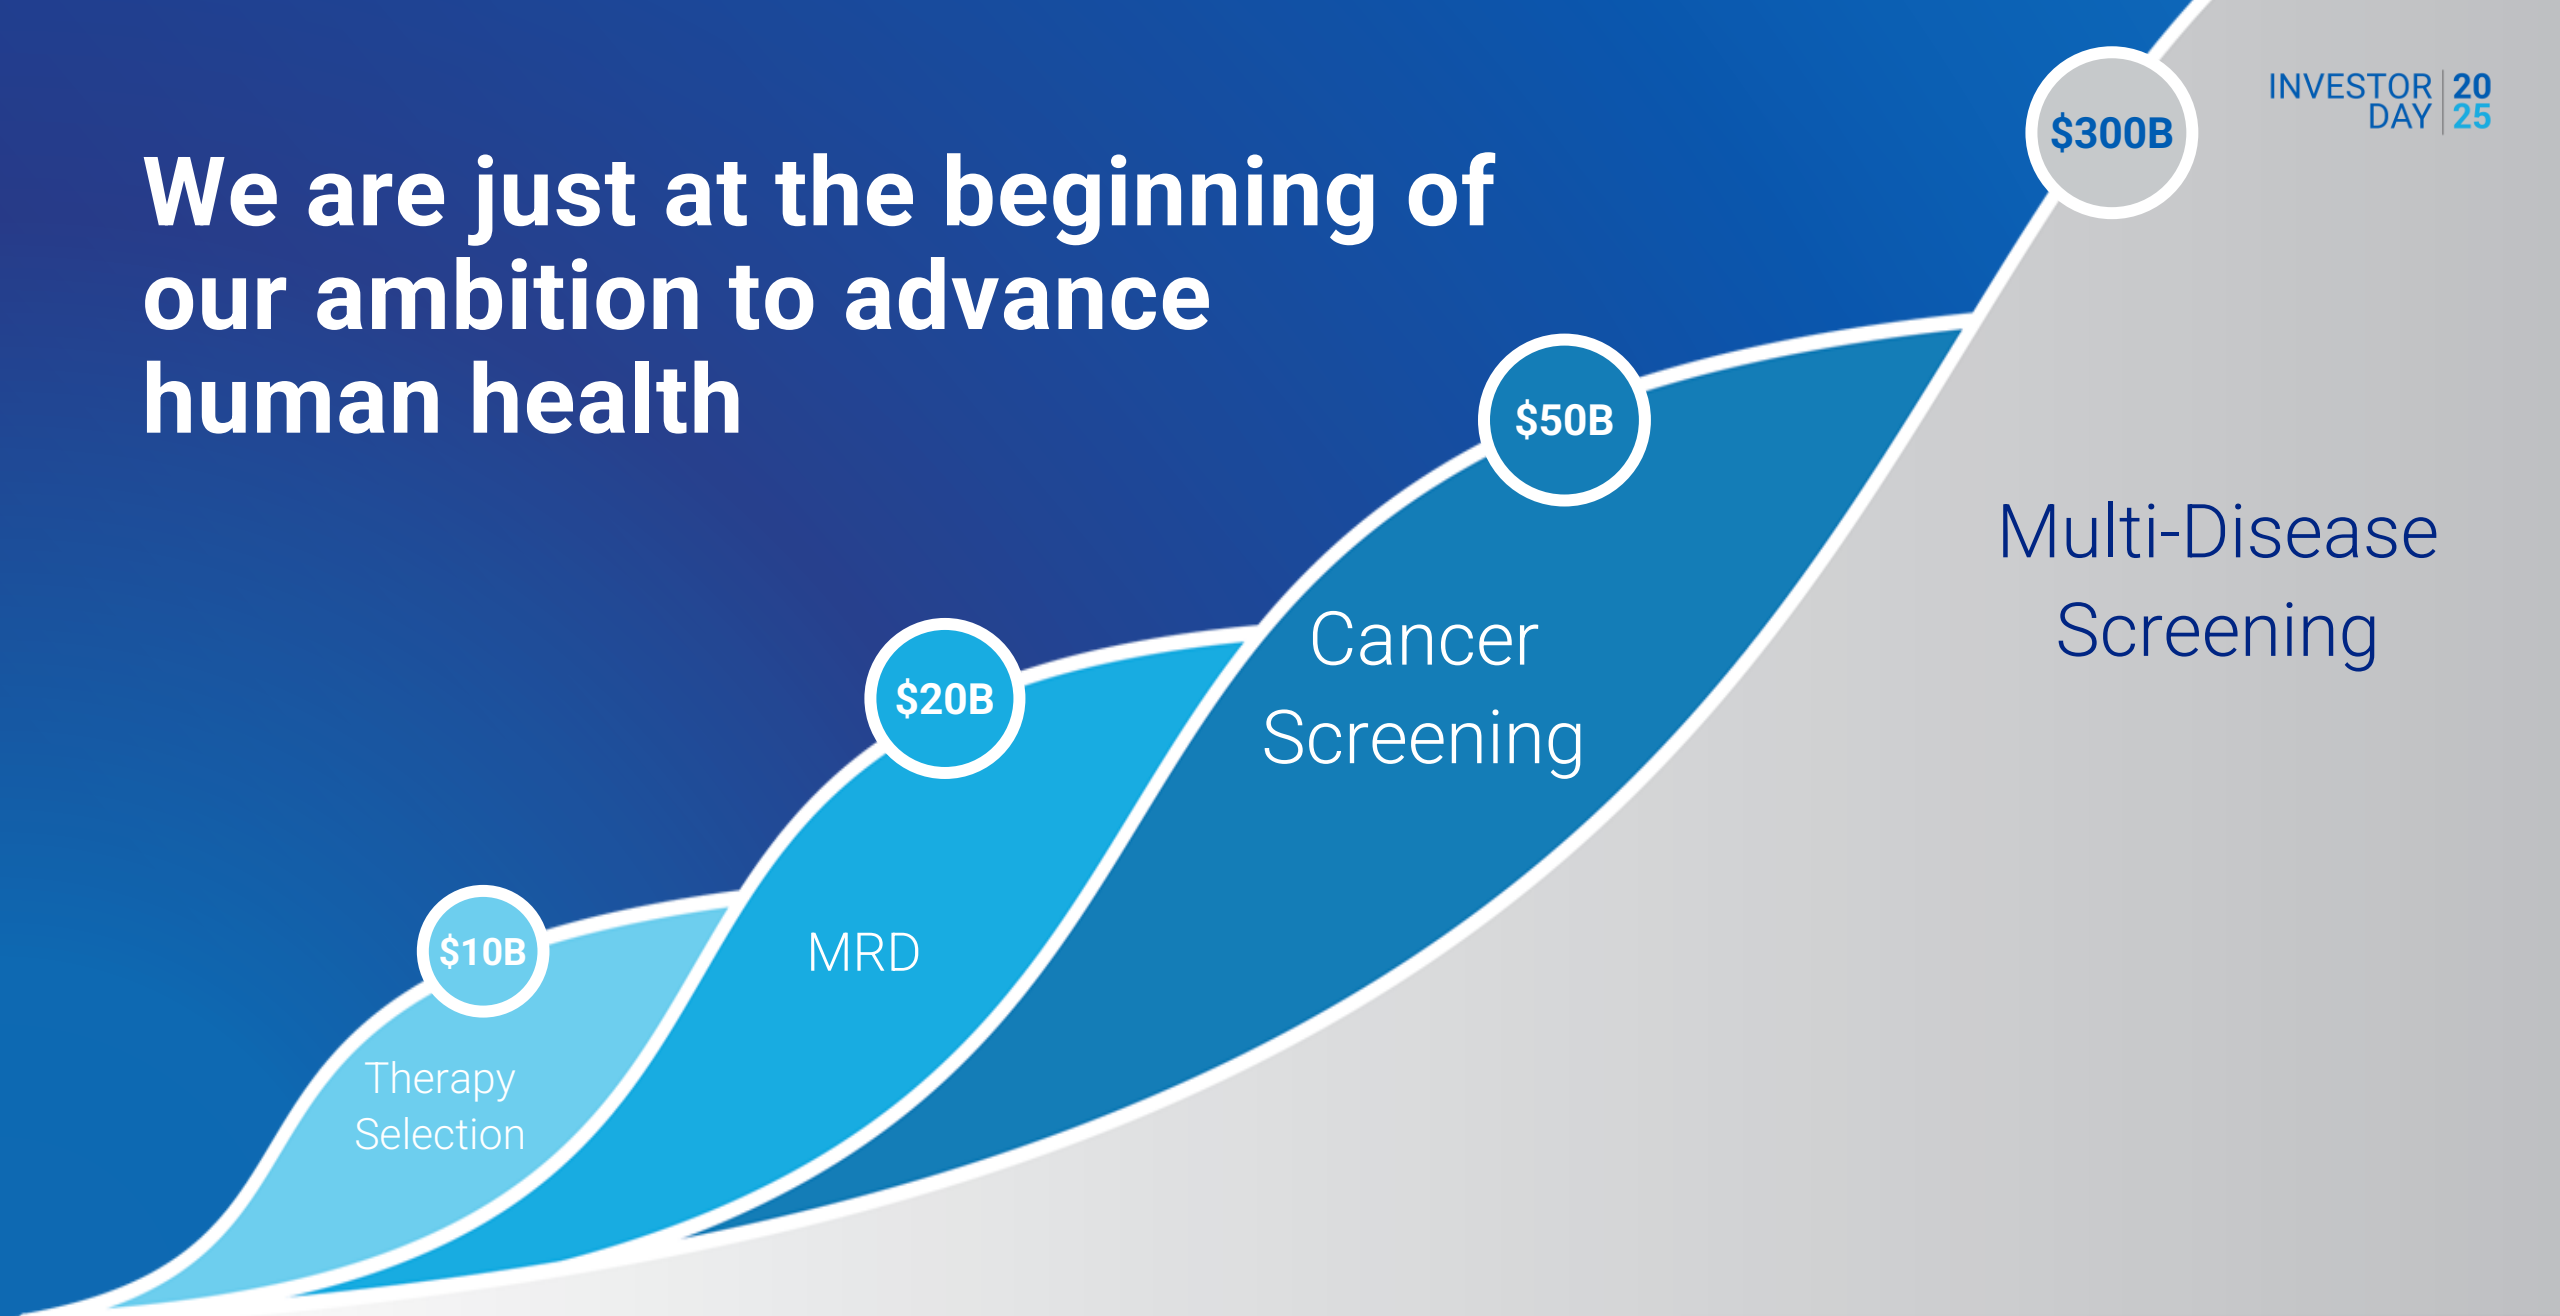 We are just at the beginning of
our ambition to advance
human health
INVESTOR
DAY
20
25
$300B
$50B
$20B
$10B
Multi-Disease
Screening
Cancer
Screening
MRD
Therapy
Selection